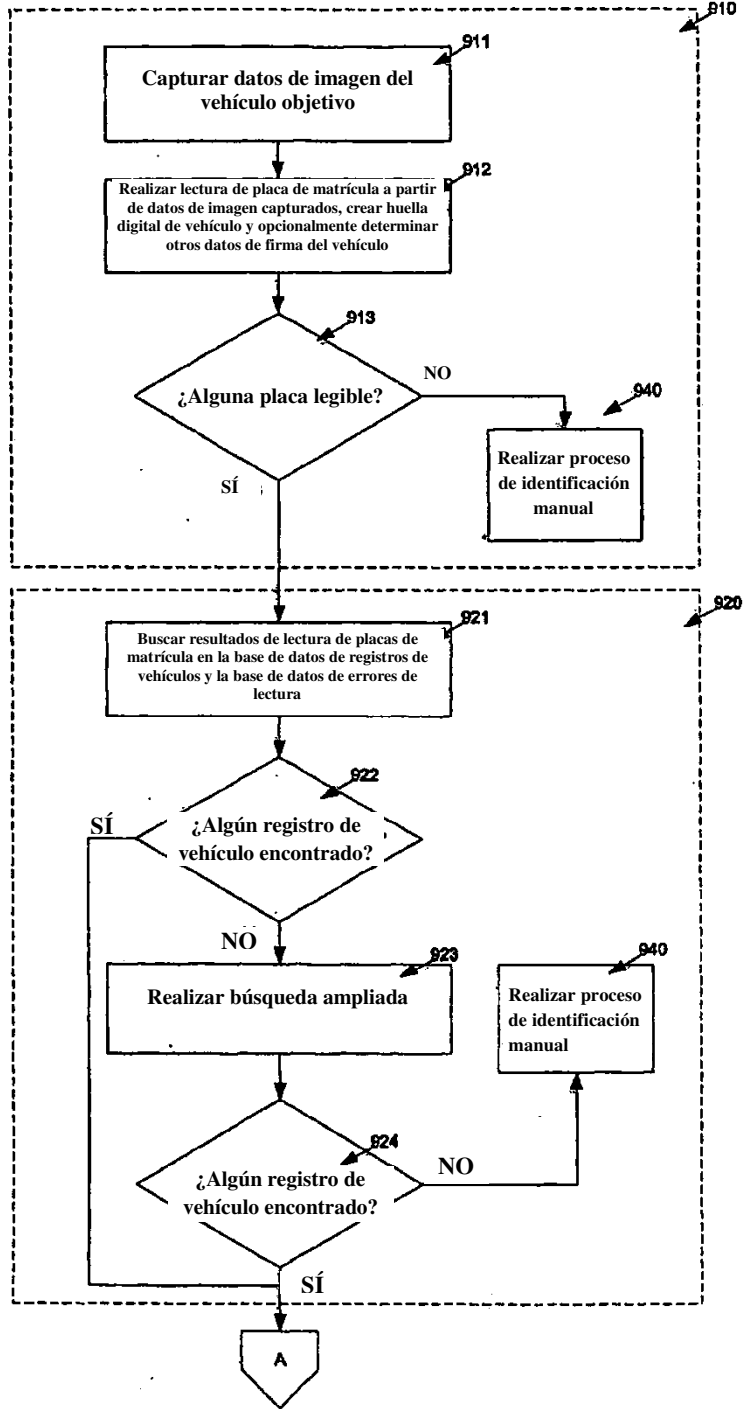 910
911
Capturar datos de imagen del
vehículo objetivo
912
Realizar lectura de placa de matrícula a partir
de datos de imagen capturados, crear huella
digital de vehículo y opcionalmente determinar
otros datos de firma del vehículo
913
¿Alguna placa legible?
NO
940
Realizar proceso
de identificación
manual
SÍ
920
921
Buscar resultados de lectura de placas de
matrícula en la base de datos de registros de
vehículos y la base de datos de errores de
lectura
922
¿Algún registro de
vehículo encontrado?
SÍ
NO
923
Realizar búsqueda ampliada
940
Realizar proceso
de identificación
manual
924
¿Algún registro de
vehículo encontrado?
NO
SÍ
A